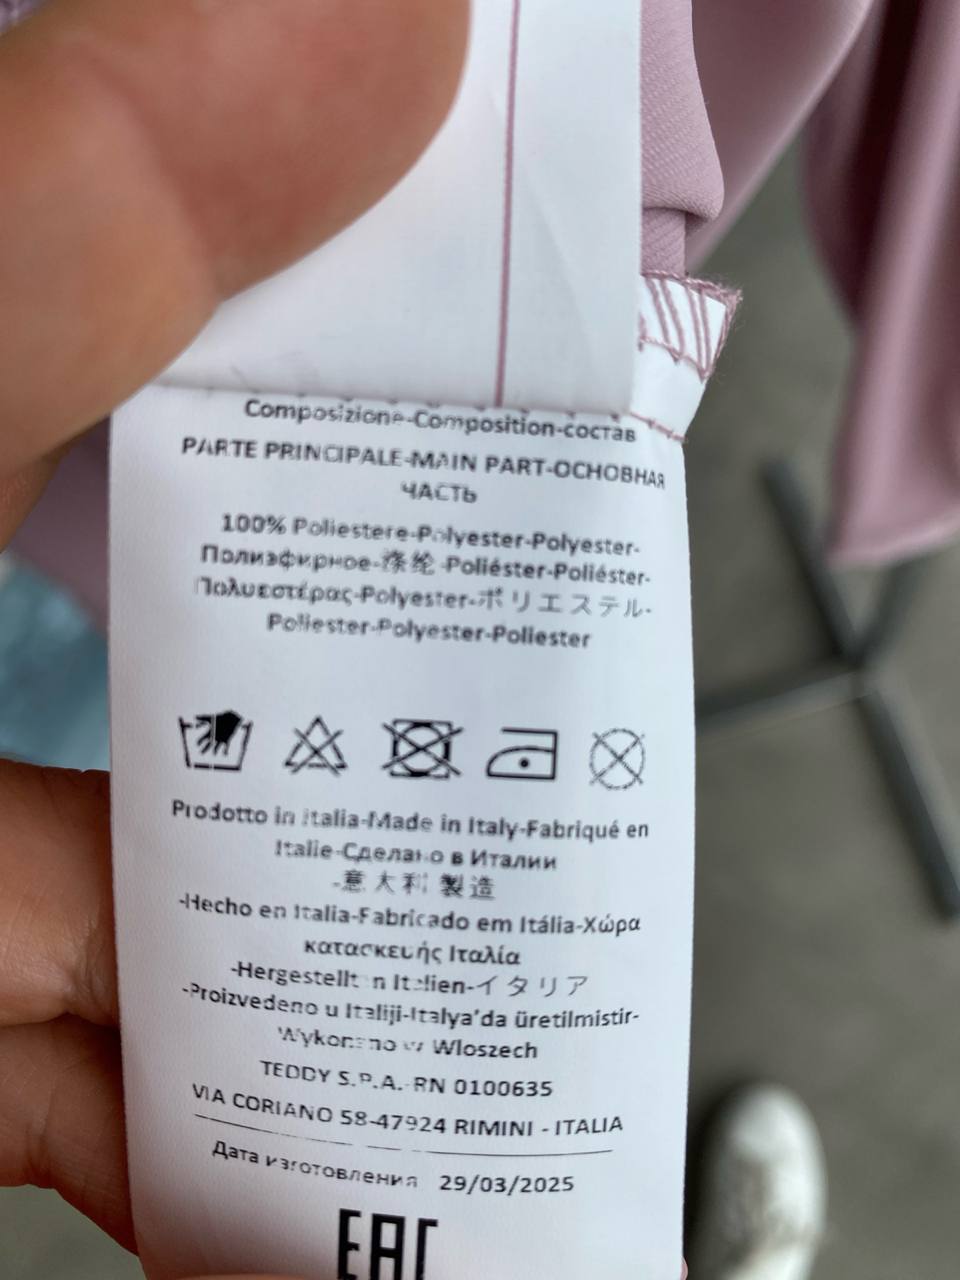 Composizione-Composition-состав
PARTE PRINCIPALE-MAIN PART-ОСНОВНАЯ
ЧАСТЬ
100% Poliestere-Polyester-Polyester-
Полиэфирное-涤纶-Poliéster-Poliéster-
Πολυεστέρας-Polyester-ポリエステル-
Poliester-Polyester-Poliester
Prodotto in Italia-Made in Italy-Fabriqué en
Italie-Сделано в Италии
-意大利製造
-Hecho en Italia-Fabricado em Itália-Χώρα
κατασκευής Ιταλία
-Hergestellt in Italien-イタリア
-Proizvedeno u Italiji-Italya'da üretilmistir-
Wykonano w Wloszech
TEDDY S.P.A.-RN 0100635
VIA CORIANO 58-47924 RIMINI - ITALIA
Дата изготовления 29/03/2025
EAC